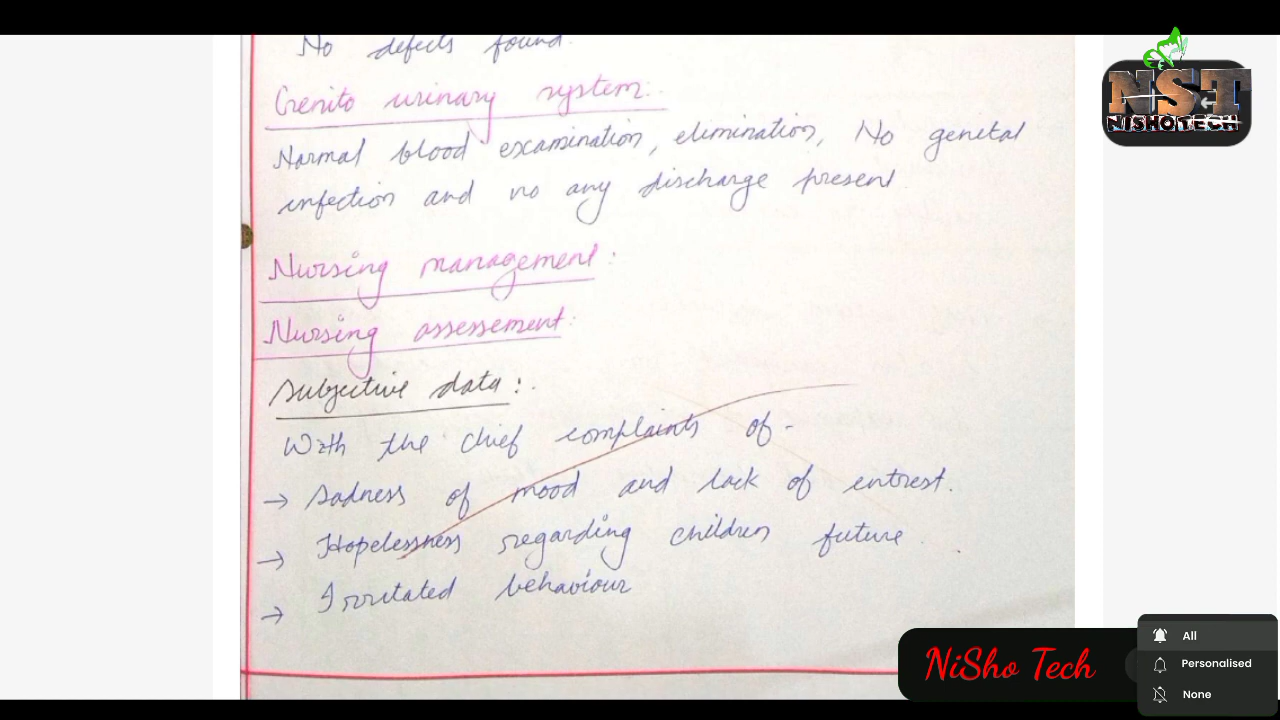 No defects found.
Genito urinary system:
Normal blood examination, elimination, No genetal
infection and no any discharge present
Nursing management:
Nursing assessement:
Subjective data:
With the chief complaints of -
→ Sadness of mood and lack of entrest.
→ Hopelessness regarding children future
→ Irritated behaviour
NST
NISHO TECH
NiSho Tech
All
Personalised
None